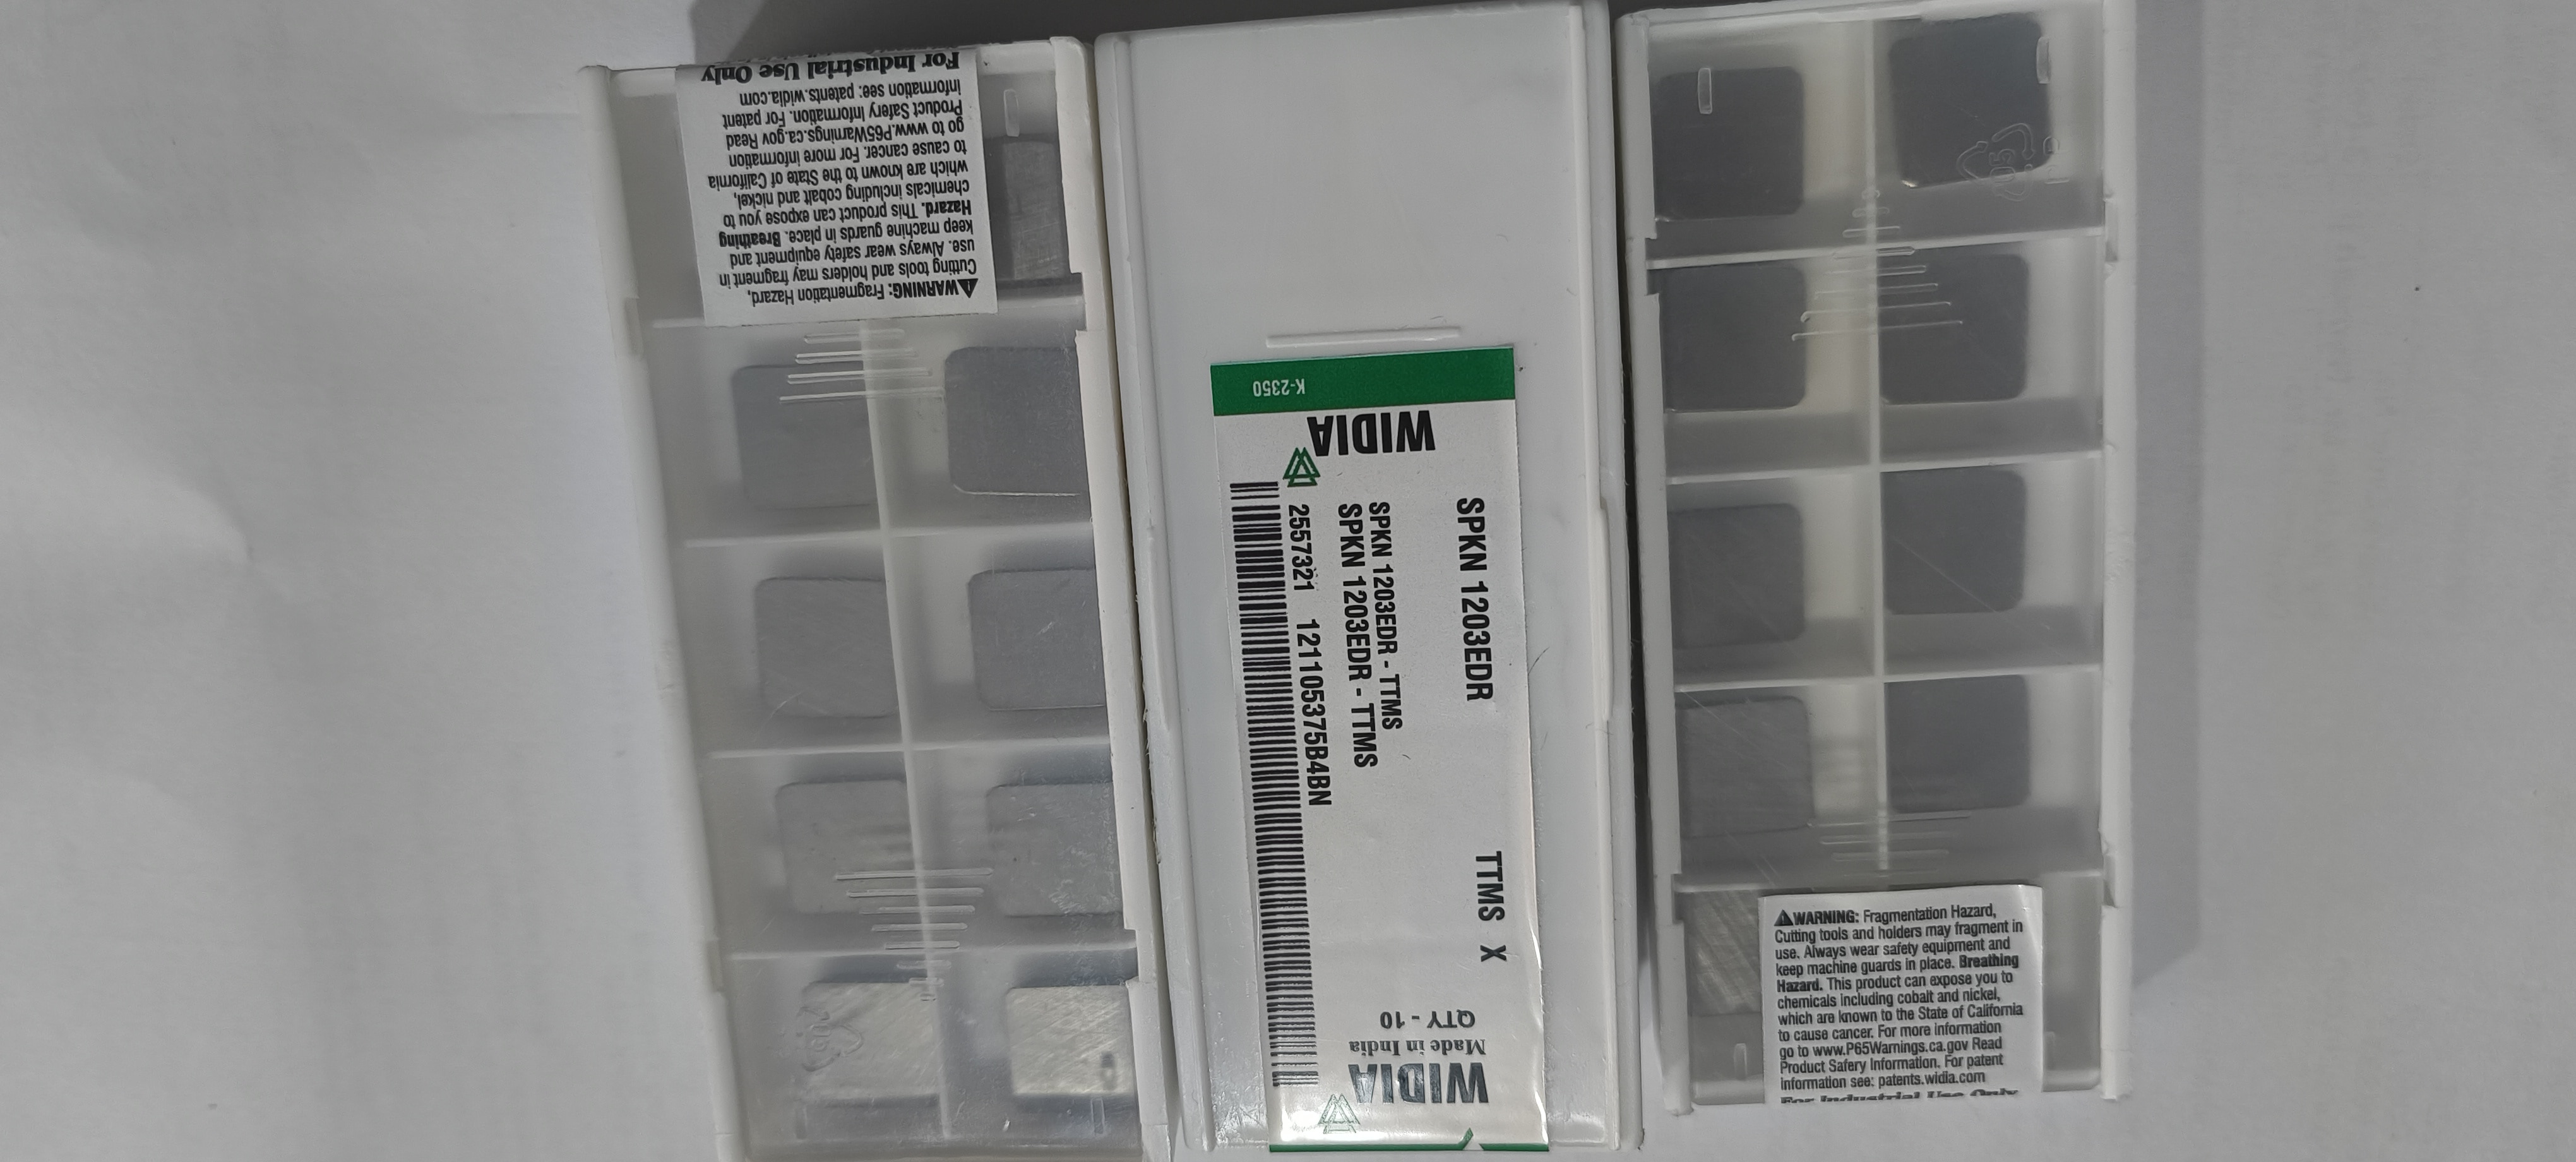 For Industrial Use Only
information see: patents.widia.com
Product Safery Information. For patent
go to www.P65Warnings.ca.gov Read
to cause cancer. For more information
which are known to the State of California
chemicals including cobalt and nickel,
Hazard. This product can expose you to
keep machine guards in place. Breathing
use. Always wear safety equipment and
Cutting tools and holders may fragment in
⚠WARNING: Fragmentation Hazard,
K-2350
WIDIA
SPKN 1203EDR TTMS X
SPKN 1203EDR - TTMS
SPKN 1203EDR - TTMS
2557321 121105375B4BN
QTY - 10
Made in India
WIDIA
⚠WARNING: Fragmentation Hazard,
Cutting tools and holders may fragment in
use. Always wear safety equipment and
keep machine guards in place. Breathing
Hazard. This product can expose you to
chemicals including cobalt and nickel,
which are known to the State of California
to cause cancer. For more information
go to www.P65Warnings.ca.gov Read
Product Safery Information. For patent
information see: patents.widia.com
For Industrial Use Only